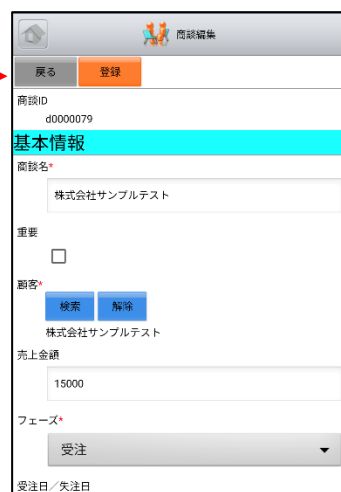 商談編集
戻る 登録
商談ID
d0000079
基本情報
商談名*
株式会社サンプルテスト
重要
顧客*
検索 解除
株式会社サンプルテスト
売上金額
15000
フェーズ*
受注
受注日／失注日